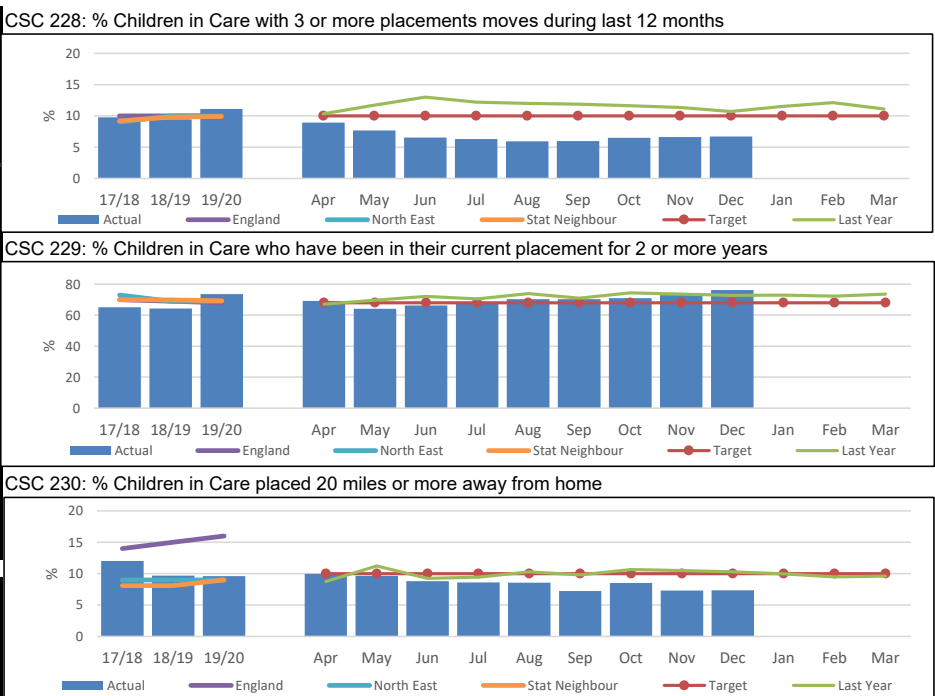 CSC 228: % Children in Care with 3 or more placements moves during last 12 months
20
15
10
5
0
%
17/18 18/19 19/20 Apr May Jun Jul Aug Sep Oct Nov Dec Jan Feb Mar
Actual England North East Stat Neighbour Target Last Year
CSC 229: % Children in Care who have been in their current placement for 2 or more years
80
60
40
20
0
%
17/18 18/19 19/20 Apr May Jun Jul Aug Sep Oct Nov Dec Jan Feb Mar
Actual England North East Stat Neighbour Target Last Year
CSC 230: % Children in Care placed 20 miles or more away from home
20
15
10
5
0
%
17/18 18/19 19/20 Apr May Jun Jul Aug Sep Oct Nov Dec Jan Feb Mar
Actual England North East Stat Neighbour Target Last Year